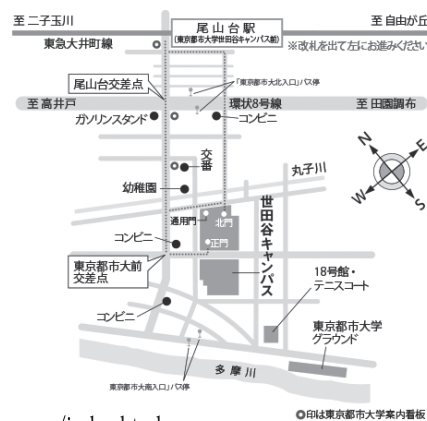 至 二子玉川
尾山台駅
(東京都市大学世田谷キャンパス前)
至 自由が丘
東急大井町線
※改札を出て左にお進みください
尾山台交差点
「東京都市大北入口」バス停
至 高井戸
環状8号線
至 田園調布
ガソリンスタンド
コンビニ
交番
丸子川
N
E
W
S
幼稚園
通用門
北門
正門
世田谷キャンパス
コンビニ
東京都市大前
交差点
18号館・
テニスコート
コンビニ
東京都市大学
グラウンド
「東京都市大南入口」バス停
多摩川
◎印は東京都市大学案内看板